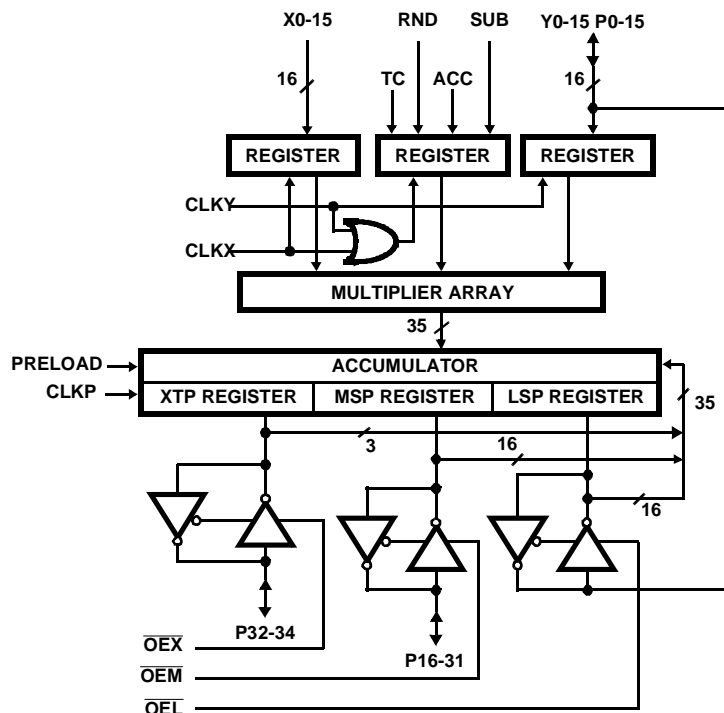 X0-15 RND SUB Y0-15 P0-15
16 TC ACC 16
REGISTER REGISTER REGISTER
CLKY
CLKX
MULTIPLIER ARRAY
35
PRELOAD ACCUMULATOR
CLKP XTP REGISTER MSP REGISTER LSP REGISTER 35
3 16
16
P32-34
OEX P16-31
OEM
OEL